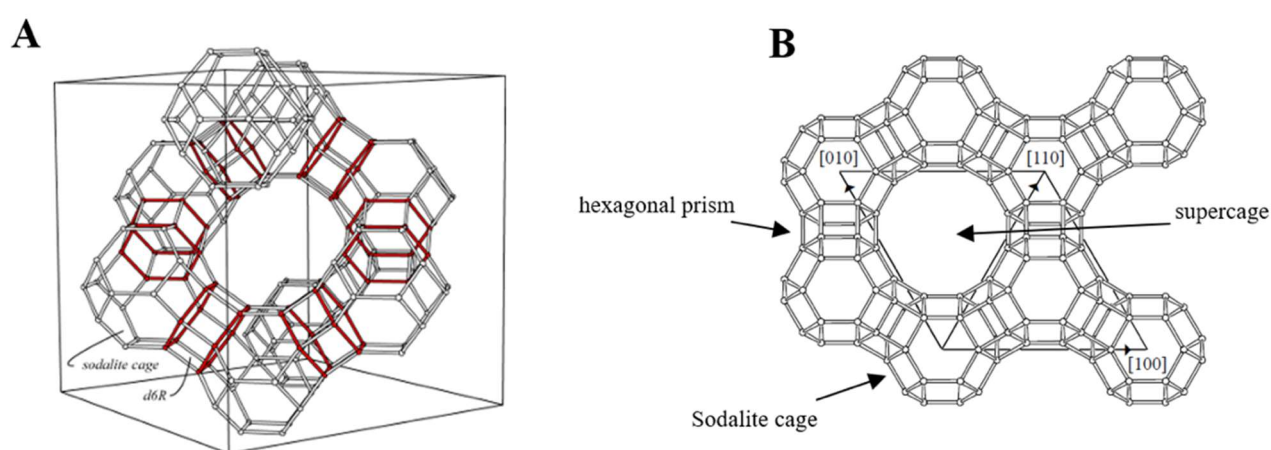 A
B
[010]
[110]
hexagonal prism
supercage
sodalite cage
d6R
[100]
Sodalite cage